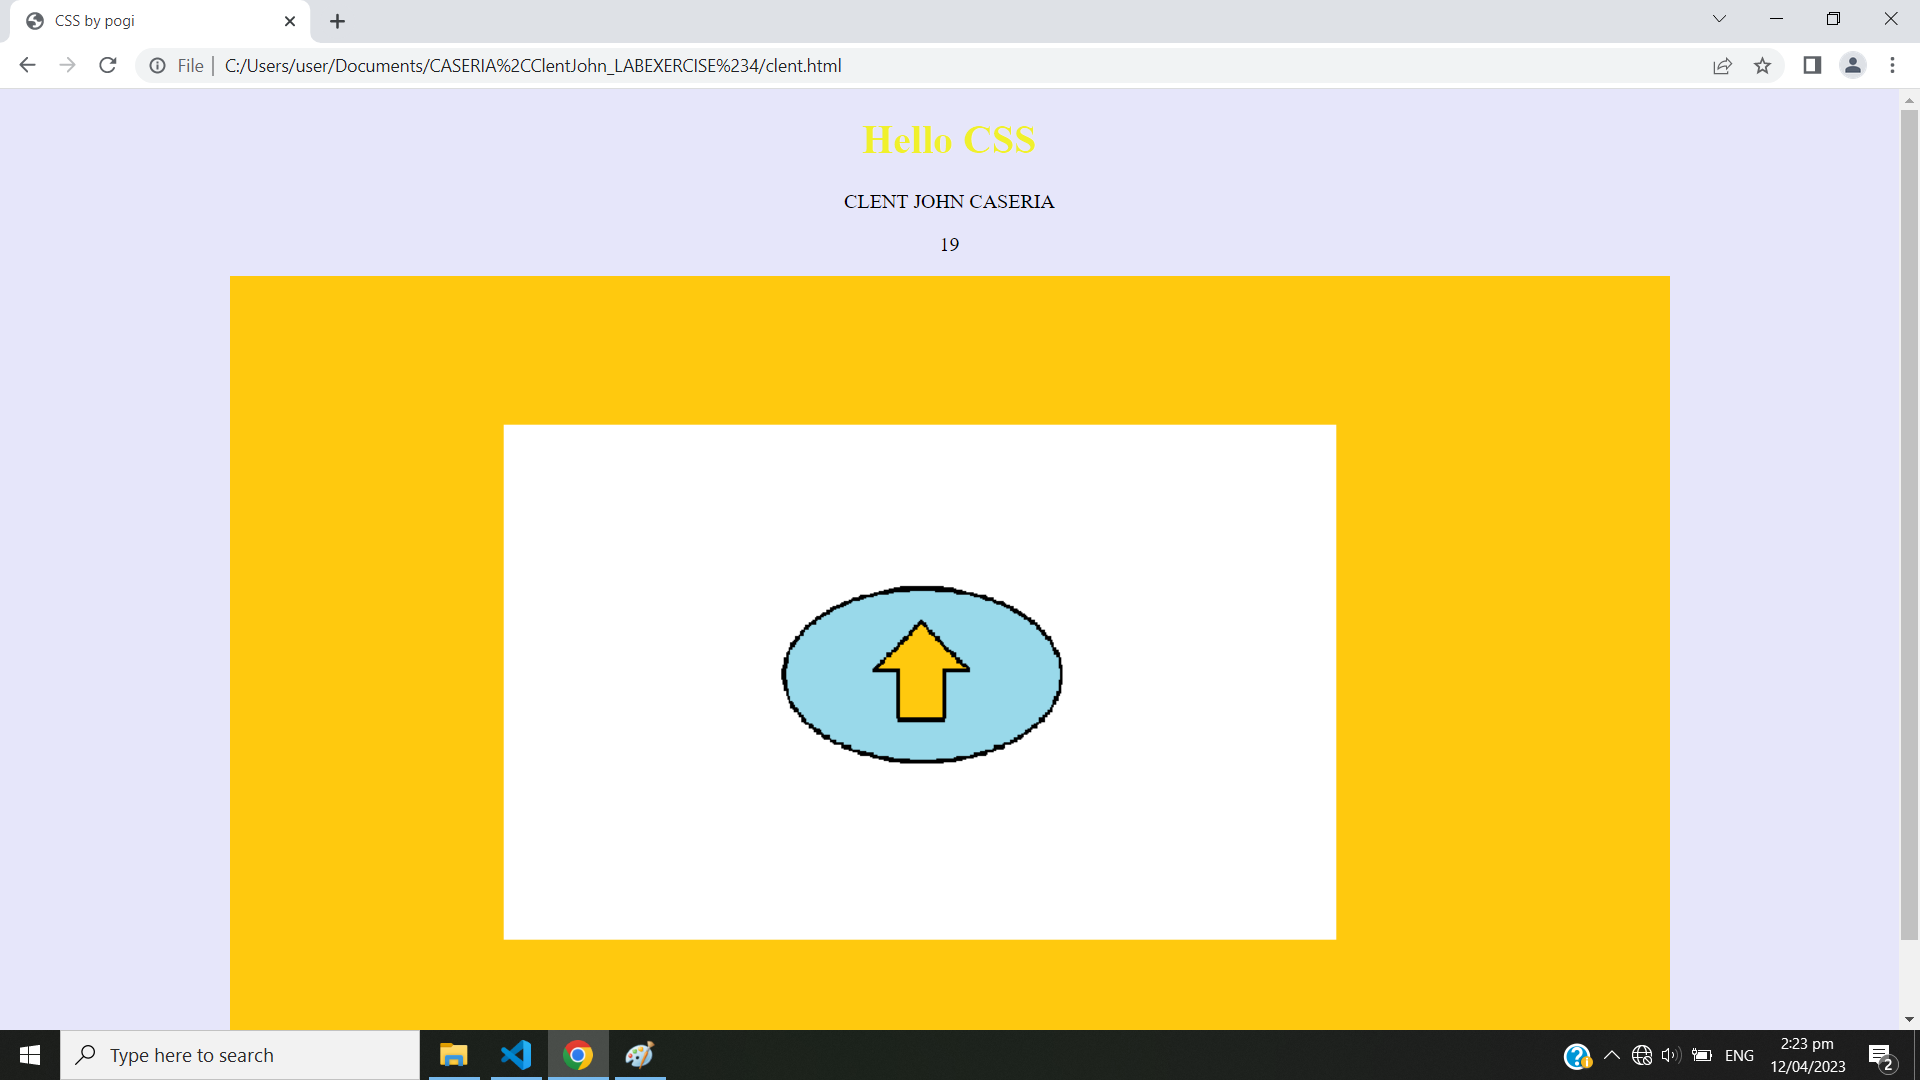 CSS by pogi
File
C:/Users/user/Documents/CASERIA%2CClentJohn_LABEXERCISE%234/clent.html
Hello CSS
CLENT JOHN CASERIA
19
Type here to search
ENG
2:23 pm
12/04/2023
2